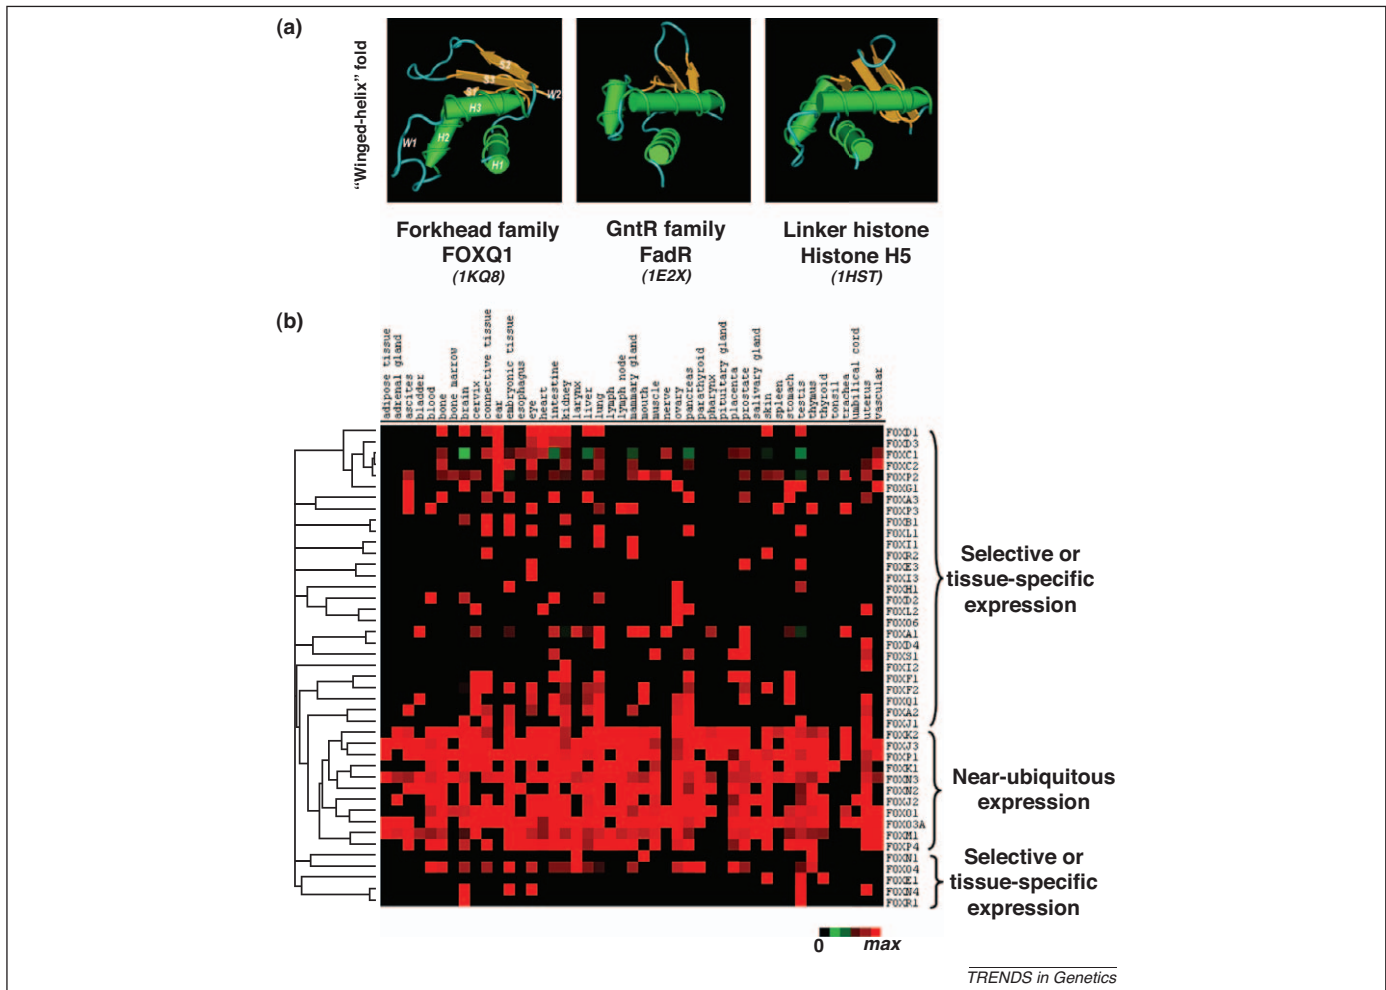 (a)
"Winged-helix" fold
S2
S3
S1
W2
H3
H2
W1
H1
Forkhead family
FOXQ1
(1KQ8)
GntR family
FadR
(1E2X)
Linker histone
Histone H5
(1HST)
(b)
adipose tissue
adrenal gland
ascites
bladder
blood
bone
bone marrow
brain
cervix
connective tissue
ear
embryonic tissue
esophagus
eye
heart
intestine
kidney
larynx
liver
lung
lymph
lymph node
mammary gland
mouth
muscle
nerve
ovary
pancreas
parathyroid
pharynx
pituitary gland
placenta
prostate
salivary gland
skin
spleen
stomach
testis
thymus
thyroid
tonsil
trachea
umbilical cord
uterus
vascular
FOXD1
FOXD3
FOXC1
FOXC2
FOXP2
FOXG1
FOXA3
FOXP3
FOXB1
FOXL1
FOXI1
FOXR2
FOXE3
FOXI3
FOXH1
FOXD2
FOXL2
FOXO6
FOXA1
FOXD4
FOXS1
FOXI2
FOXF1
FOXF2
FOXQ1
FOXA2
FOXJ1
FOXK2
FOXJ3
FOXP1
FOXK1
FOXN3
FOXN2
FOXJ2
FOXO1
FOXO3A
FOXM1
FOXP4
FOXN1
FOXO4
FOXE1
FOXN4
FOXR1
Selective or
tissue-specific
expression
Near-ubiquitous
expression
Selective or
tissue-specific
expression
0
max
TRENDS in Genetics